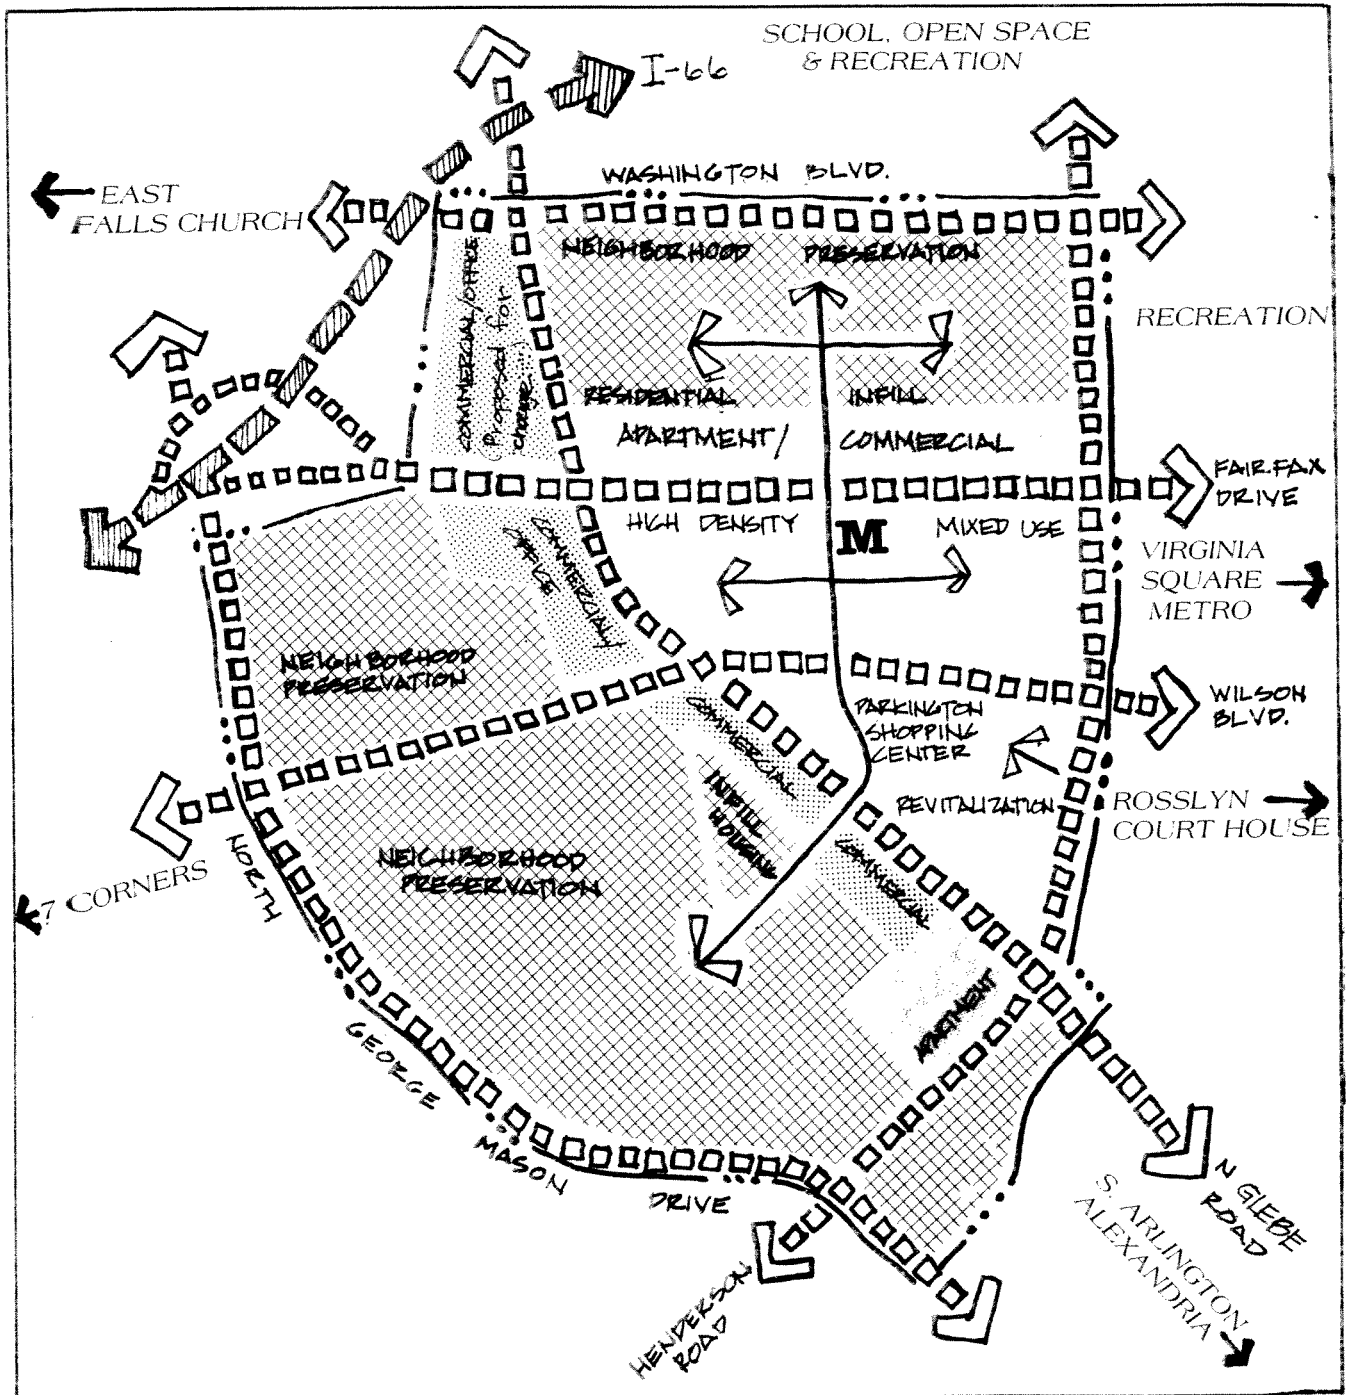 SCHOOL, OPEN SPACE
& RECREATION
I-66
WASHINGTON BLVD.
EAST
FALLS CHURCH
NEIGHBORHOOD PRESERVATION
COMMERCIAL/OFFICE
(Proposed for
change...)
RECREATION
RESIDENTIAL INFILL
APARTMENT/ COMMERCIAL
FAIRFAX
DRIVE
HIGH DENSITY M MIXED USE
COMMERCIAL/
OFFICE
VIRGINIA
SQUARE
METRO
NEIGHBORHOOD
PRESERVATION
WILSON
BLVD.
COMMERCIAL
PARKINGTON
SHOPPING
CENTER
INFILL
HOUSING
REVITALIZATION
ROSSLYN
COURT HOUSE
NEIGHBORHOOD
PRESERVATION
COMMERCIAL
7 CORNERS
NORTH
GEORGE
MASON
DRIVE
APARTMENT
N GLEBE
ROAD
S. ARLINGTON
ALEXANDRIA
HENDERSON
ROAD